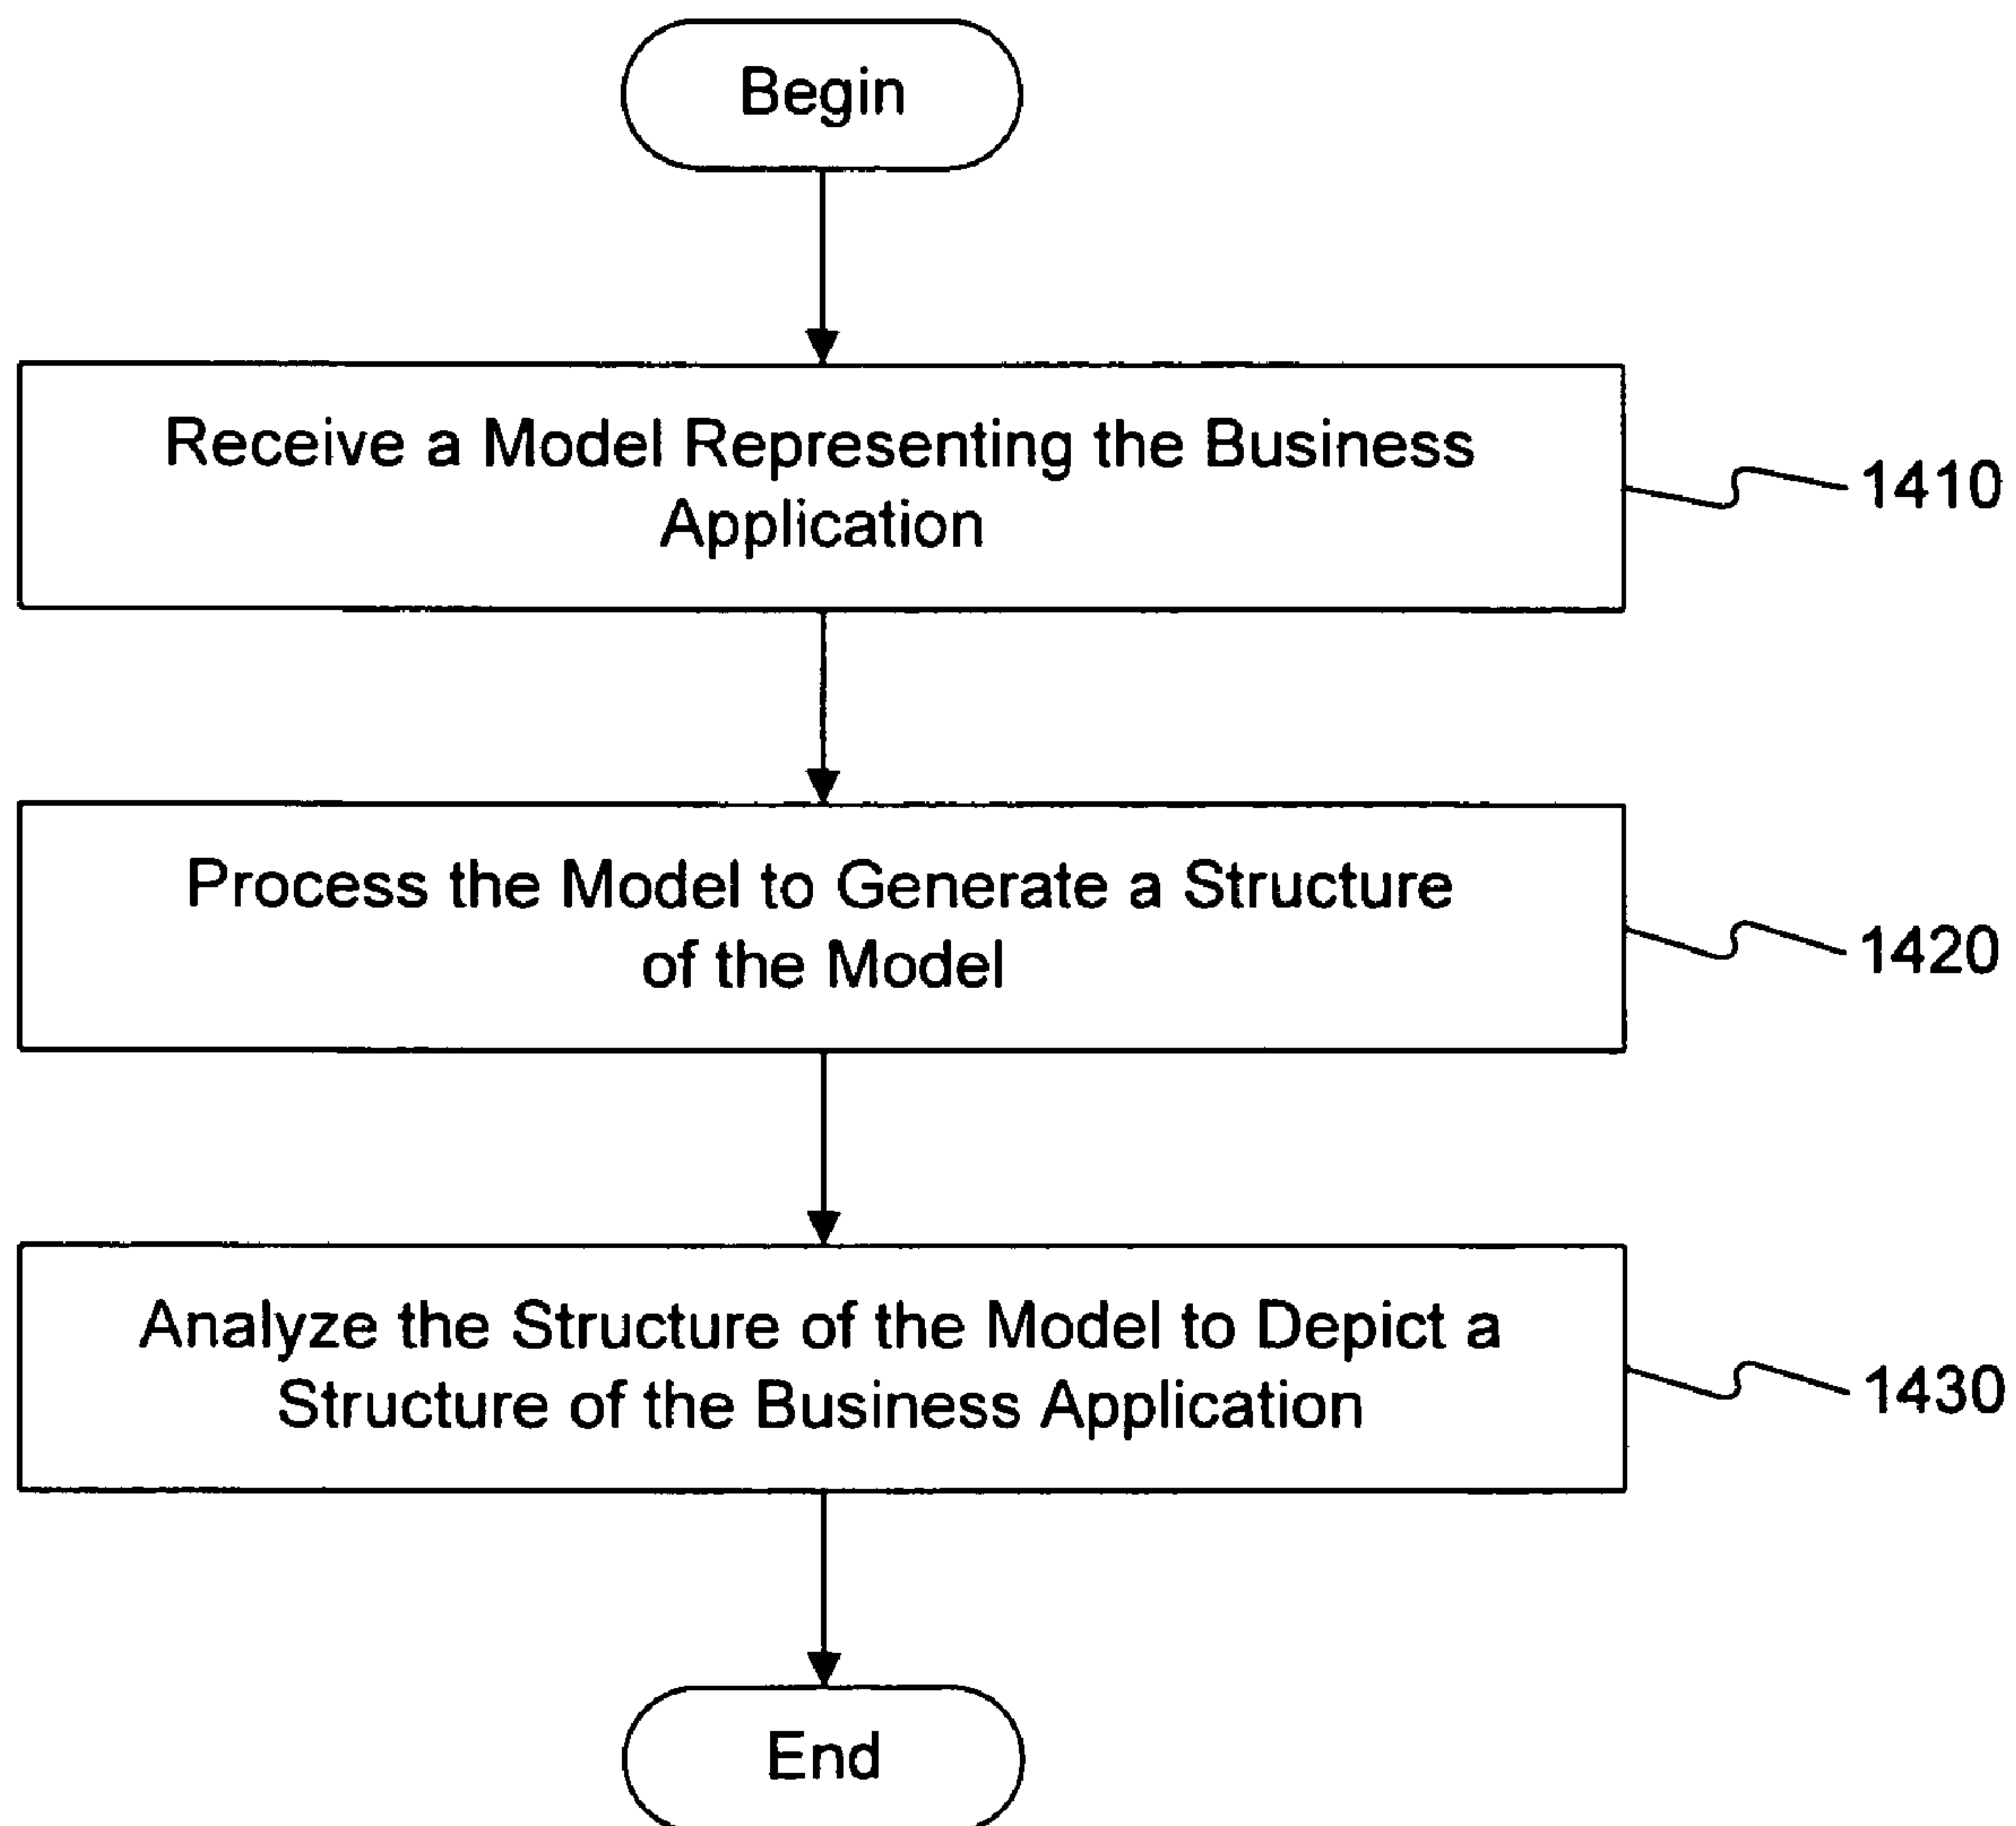 Begin
Receive a Model Representing the Business
Application
1410
Process the Model to Generate a Structure
of the Model
1420
Analyze the Structure of the Model to Depict a
Structure of the Business Application
1430
End